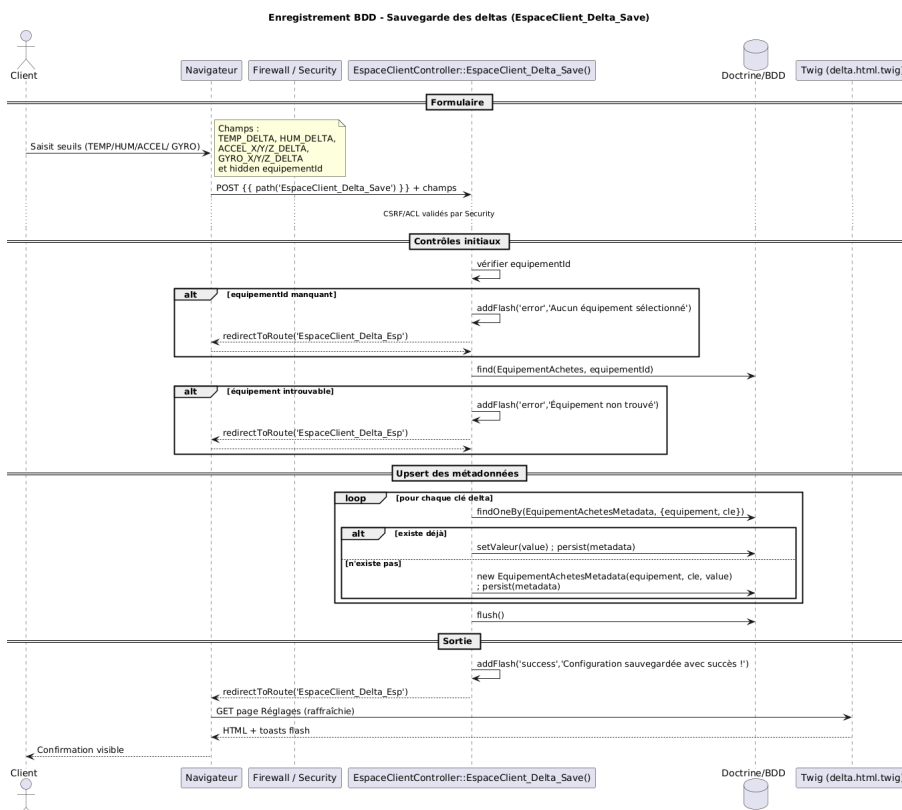 Enregistrement BDD - Sauvegarde des deltas (EspaceClient_Delta_Save)
Client
Navigateur
Firewall / Security
EspaceClientController::EspaceClient_Delta_Save()
Doctrine/BDD
Twig (delta.html.twig)
Formulaire
Saisit seuils (TEMP/HUM/ACCEL/ GYRO)
Champs :
TEMP_DELTA, HUM_DELTA,
ACCEL_X/Y/Z_DELTA,
GYRO_X/Y/Z_DELTA
et hidden equipementId
POST {{ path('EspaceClient_Delta_Save') }} + champs
CSRF/ACL validés par Security
Contrôles initiaux
vérifier equipementId
alt [equipementId manquant]
addFlash('error','Aucun équipement sélectionné')
redirectToRoute('EspaceClient_Delta_Esp')
find(EquipementAchetes, equipementId)
alt [équipement introuvable]
addFlash('error','Équipement non trouvé')
redirectToRoute('EspaceClient_Delta_Esp')
Upsert des métadonnées
loop [pour chaque clé delta]
findOneBy(EquipementAchetesMetadata, {equipement, cle})
alt [existe déjà]
setValeur(value) ; persist(metadata)
[n'existe pas]
new EquipementAchetesMetadata(equipement, cle, value)
; persist(metadata)
flush()
Sortie
addFlash('success','Configuration sauvegardée avec succès !')
redirectToRoute('EspaceClient_Delta_Esp')
GET page Réglages (raffraîchie)
HTML + toasts flash
Confirmation visible
Client
Navigateur
Firewall / Security
EspaceClientController::EspaceClient_Delta_Save()
Doctrine/BDD
Twig (delta.html.twig)